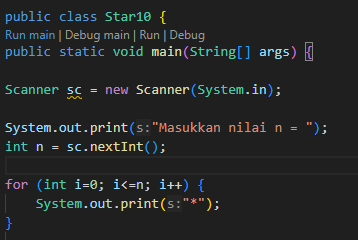 public class Star10 {
Run main | Debug main | Run | Debug
public static void main(String[] args) {
Scanner sc = new Scanner(System.in);
System.out.print(s:"Masukkan nilai n = ");
int n = sc.nextInt();
for (int i=0; i<=n; i++) {
System.out.print(s:"*");
}